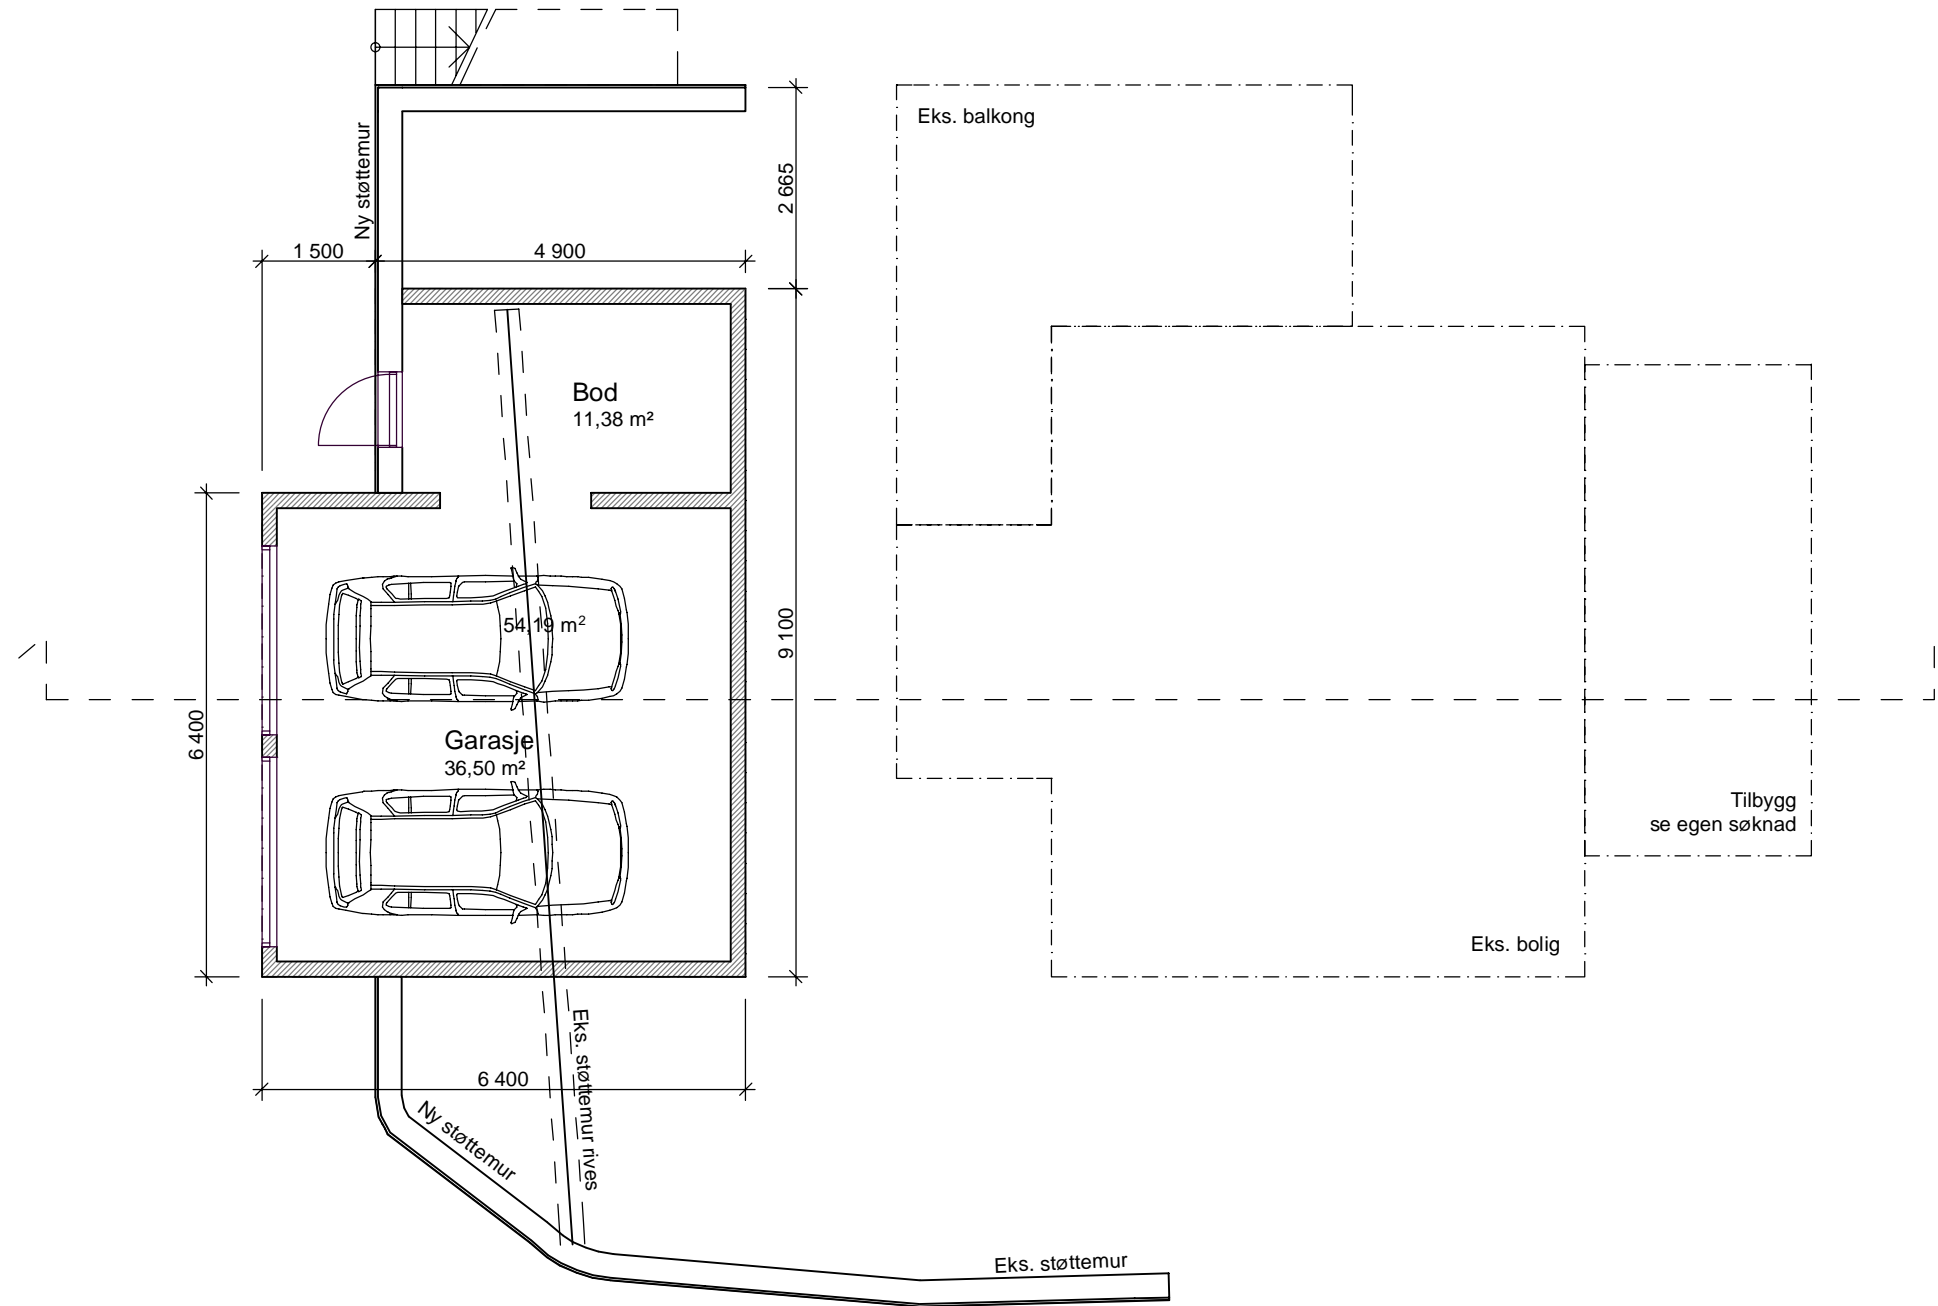 Eks. balkong
Ny støttemur
2 665
1 500
4 900
Bod
11,38 m²
54,19 m²
9 100
6 400
Garasje
36,50 m²
Tilbygg
se egen søknad
Eks. bolig
Eks. støttemur rives
6 400
Ny støttemur
Eks. støttemur